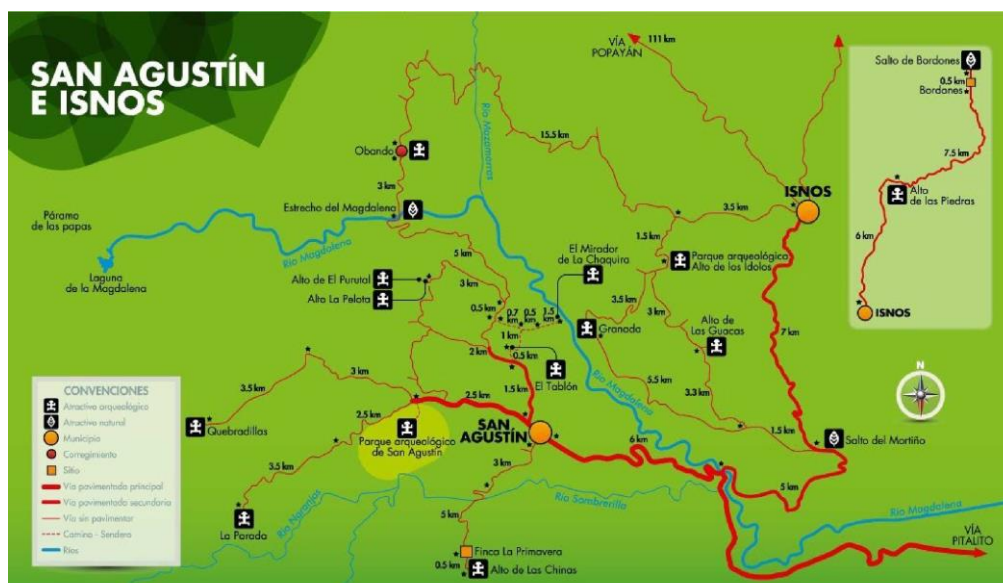 SAN AGUSTÍN
E ISNOS
VÍA
POPAYÁN
111 km
Salto de Bordones
0.5 km
Bordones
7.5 km
Alto
de las Piedras
6 km
ISNOS
Río Mazamorras
15.5 km
Obando
3 km
Estrecho del Magdalena
ISNOS
3.5 km
1.5 km
Páramo
de las papas
Río Magdalena
Laguna
de la Magdalena
5 km
El Mirador
de La Chaquira
Parque arqueológico
Alto de los Ídolos
Alto de El Purutal
Alto La Pelota
3 km
0.5 km
0.7 km
0.5 km
1.5 km
3.5 km
Granada
3 km
Alto de
Las Guacas
7 km
1 km
2 km
0.5 km
El Tablón
1.5 km
Río Magdalena
5.5 km
3.3 km
N
CONVENCIONES
Atractivo arqueológico
Atractivo natural
Municipio
Corregimiento
Sitio
Vía pavimentada principal
Vía pavimentada secundaria
Vía sin pavimentar
Camino - Sendero
Ríos
3.5 km
3 km
Quebradillas
2.5 km
2.5 km
Parque arqueológico
de San Agustín
SAN
AGUSTÍN
6 km
1.5 km
Salto del Mortiño
3.5 km
3 km
5 km
La Parada
Río Naranjos
Río Sombrerillo
Río Magdalena
5 km
Finca La Primavera
0.5 km
Alto de Las Chinas
VÍA
PITALITO